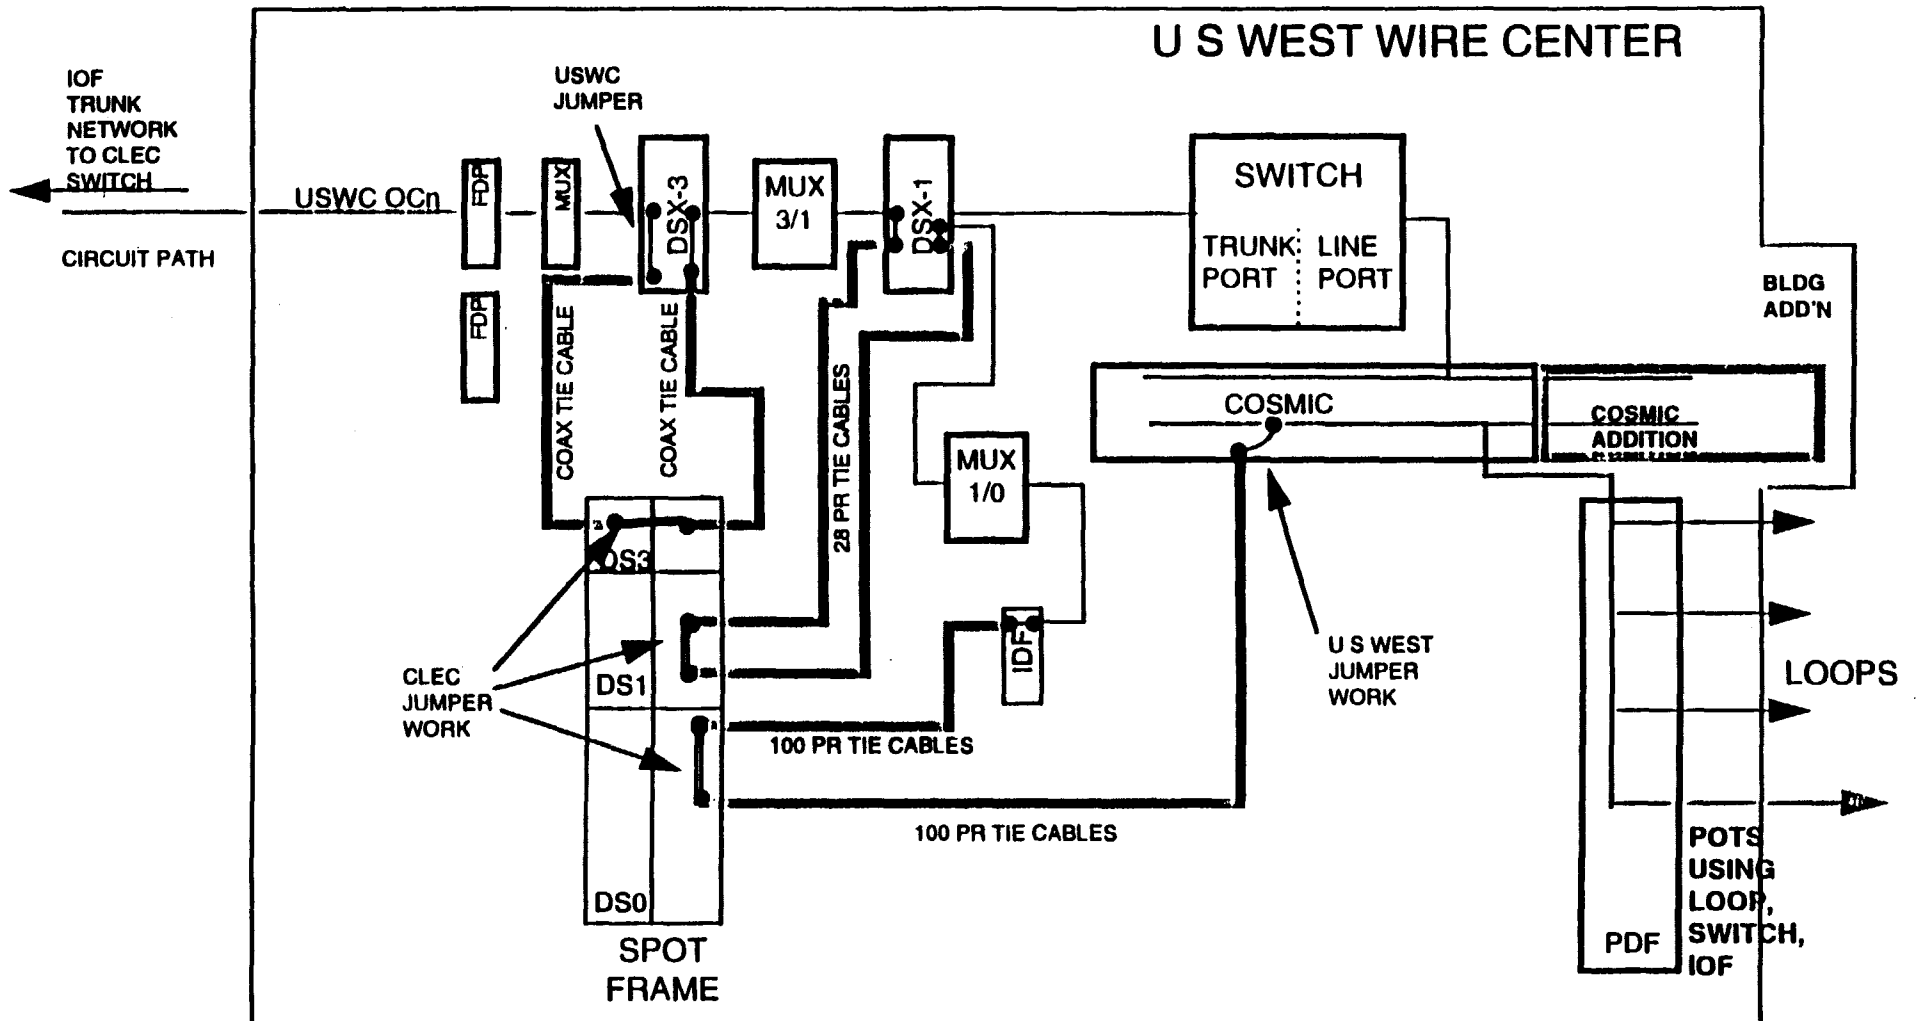 U S WEST WIRE CENTER
IOF
TRUNK
NETWORK
TO CLEC
SWITCH
USWC
JUMPER
USWC OCn
CIRCUIT PATH
FDP
FDP
MUX
DSX-3
MUX
3/1
DSX-1
SWITCH
TRUNK
PORT
LINE
PORT
BLDG
ADD'N
COAX TIE CABLE
COAX TIE CABLE
28 PR TIE CABLES
COSMIC
COSMIC
ADDITION
MUX
1/0
DS3
DS1
DS0
CLEC
JUMPER
WORK
IDF
U S WEST
JUMPER
WORK
LOOPS
100 PR TIE CABLES
100 PR TIE CABLES
POTS
USING
LOOP,
SWITCH,
IOF
PDF
SPOT
FRAME